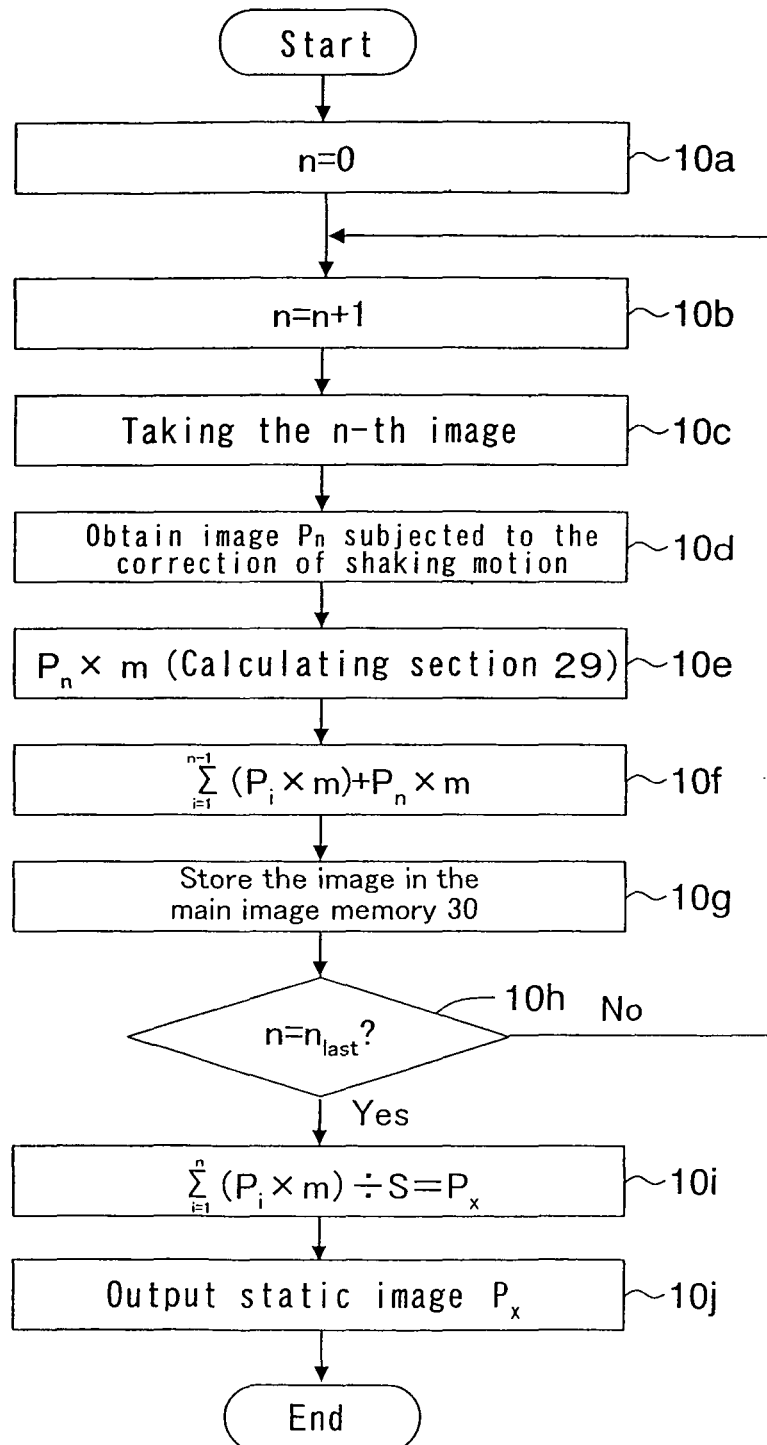 Start
n=0
10a
n=n+1
10b
Taking the n-th image
10c
Obtain image Pn subjected to the
correction of shaking motion
10d
Pn × m (Calculating section 29)
10e
n-1
Σ (Pi × m)+Pn × m
i=1
10f
Store the image in the
main image memory 30
10g
10h
n=nlast?
No
Yes
n
Σ (Pi × m) ÷ S=Px
i=1
10i
Output static image Px
10j
End